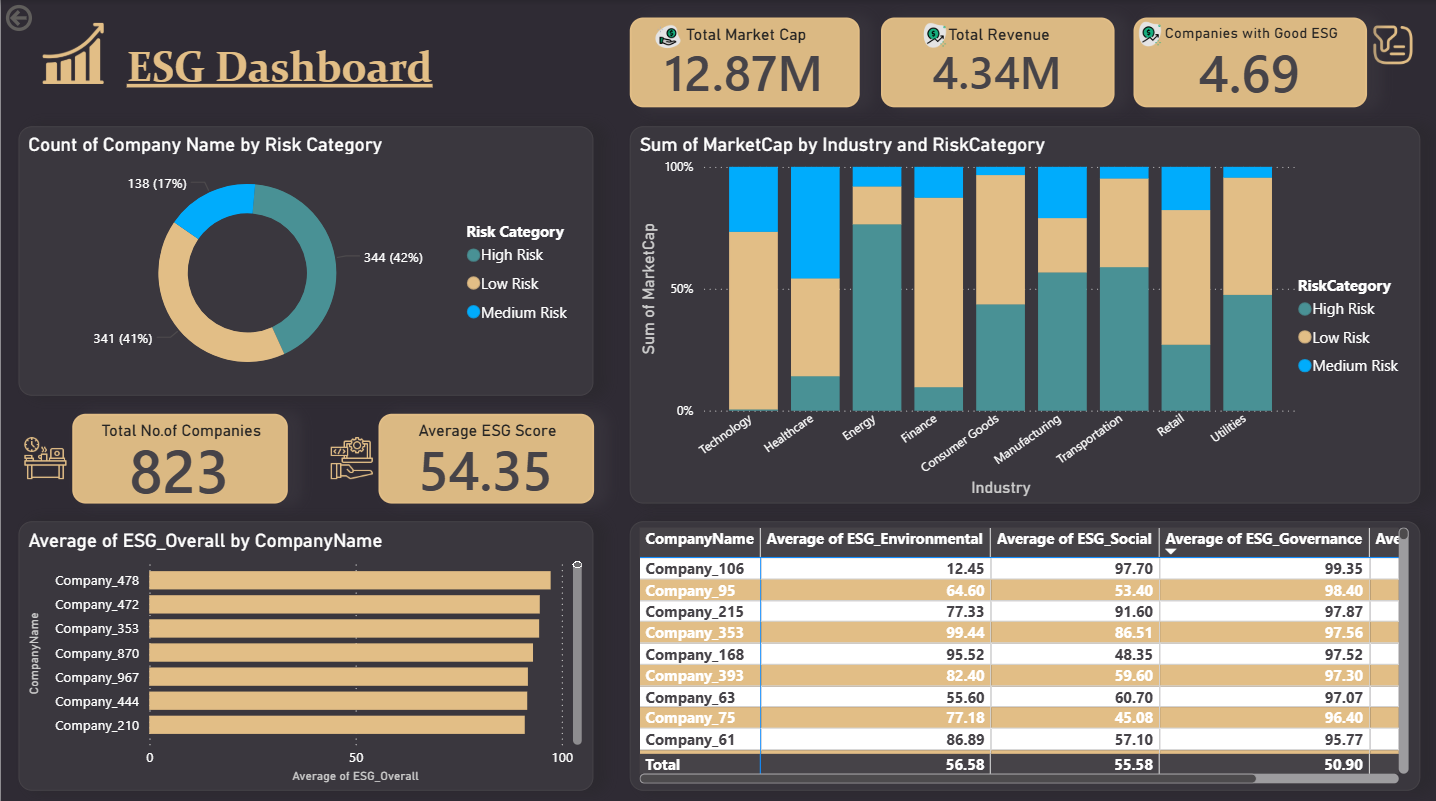 ESG Dashboard
Total Market Cap
12.87M
Total Revenue
4.34M
Companies with Good ESG
4.69
Count of Company Name by Risk Category
138 (17%)
344 (42%)
341 (41%)
Risk Category
High Risk
Low Risk
Medium Risk
Sum of MarketCap by Industry and RiskCategory
Sum of MarketCap
100%
50%
0%
Technology
Healthcare
Energy
Finance
Consumer Goods
Manufacturing
Transportation
Retail
Utilities
Industry
RiskCategory
High Risk
Low Risk
Medium Risk
Total No.of Companies
823
Average ESG Score
54.35
Average of ESG_Overall by CompanyName
CompanyName
Company_478
Company_472
Company_353
Company_870
Company_967
Company_444
Company_210
0 50 100
Average of ESG_Overall
CompanyName Average of ESG_Environmental Average of ESG_Social Average of ESG_Governance Ave
Company_106 12.45 97.70 99.35
Company_95 64.60 53.40 98.40
Company_215 77.33 91.60 97.87
Company_353 99.44 86.51 97.56
Company_168 95.52 48.35 97.52
Company_393 82.40 59.60 97.30
Company_63 55.60 60.70 97.07
Company_75 77.18 45.08 96.40
Company_61 86.89 57.10 95.77
Total 56.58 55.58 50.90